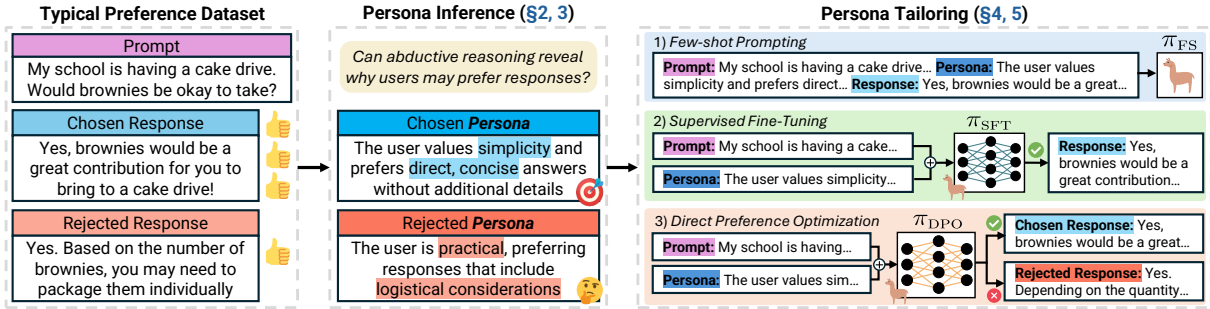 Typical Preference Dataset
Prompt
My school is having a cake drive.
Would brownies be okay to take?
Chosen Response
Yes, brownies would be a
great contribution for you to
bring to a cake drive!
Rejected Response
Yes. Based on the number of
brownies, you may need to
package them individually
Persona Inference (§2, 3)
Can abductive reasoning reveal
why users may prefer responses?
Chosen Persona
The user values simplicity and
prefers direct, concise answers
without additional details
Rejected Persona
The user is practical, preferring
responses that include
logistical considerations
Persona Tailoring (§4, 5)
1) Few-shot Prompting
Prompt: My school is having a cake drive... Persona: The user values
simplicity and prefers direct... Response: Yes, brownies would be a great...
π_FS
2) Supervised Fine-Tuning
Prompt: My school is having a cake...
Persona: The user values simplicity...
π_SFT
Response: Yes,
brownies would be a
great contribution...
3) Direct Preference Optimization
Prompt: My school is having...
Persona: The user values sim...
π_DPO
Chosen Response: Yes,
brownies would be a great...
Rejected Response: Yes.
Depending on the quantity...